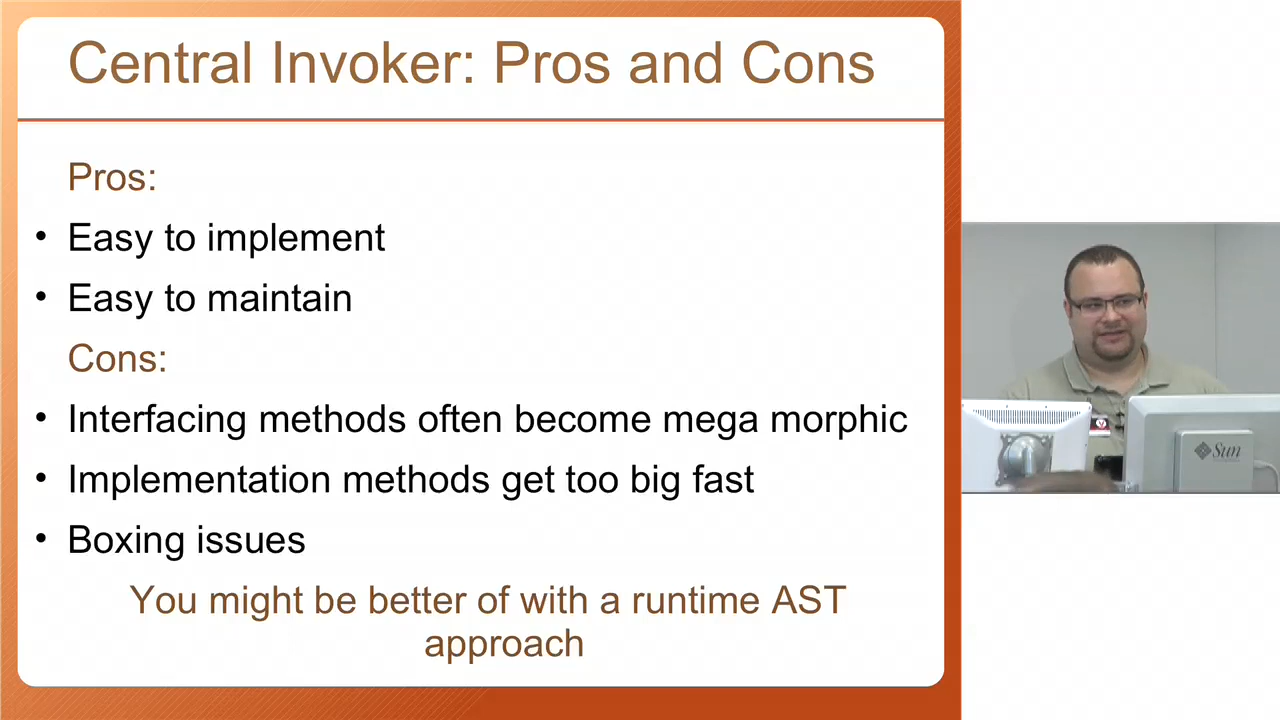 Central Invoker: Pros and Cons
Pros:
• Easy to implement
• Easy to maintain
Cons:
• Interfacing methods often become mega morphic
• Implementation methods get too big fast
• Boxing issues
You might be better of with a runtime AST
approach
Sun